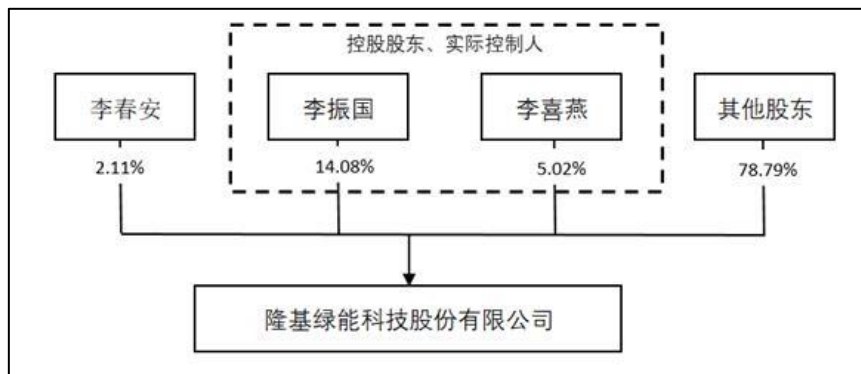 控股股东、实际控制人
李春安
李振国
李喜燕
其他股东
2.11%
14.08%
5.02%
78.79%
隆基绿能科技股份有限公司